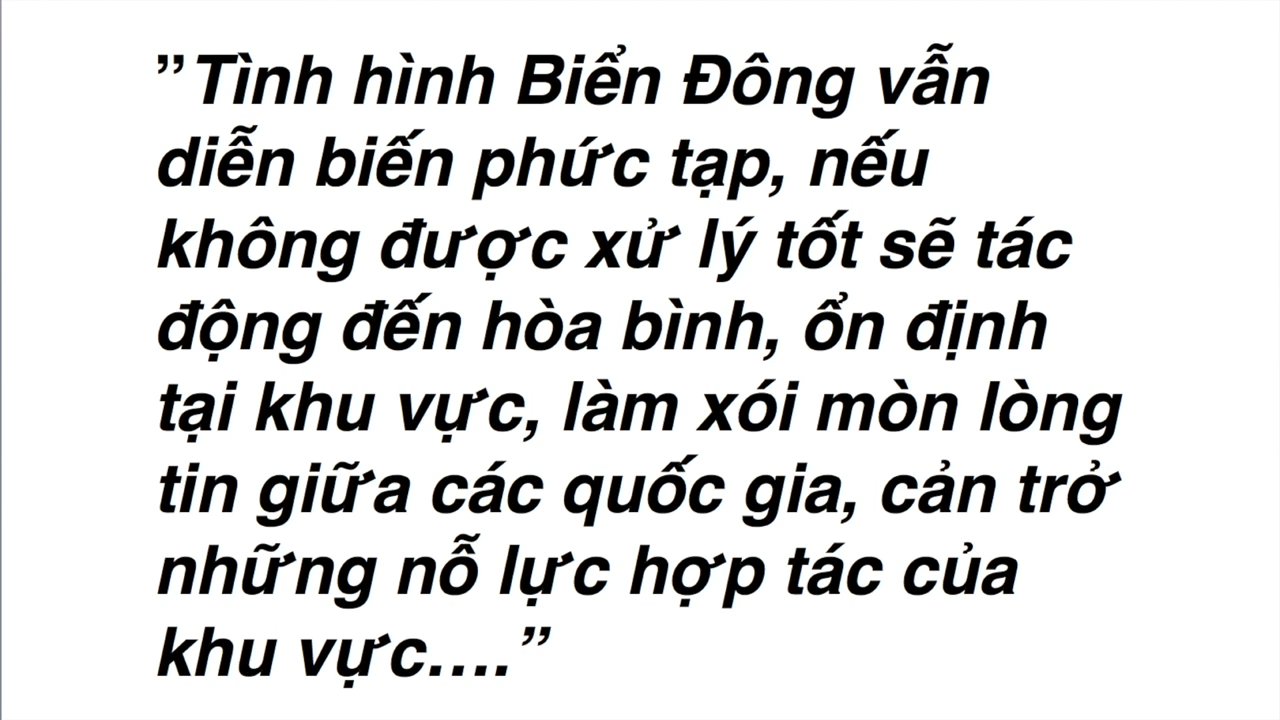 ”Tình hình Biển Đông vẫn
diễn biến phức tạp, nếu
không được xử lý tốt sẽ tác
động đến hòa bình, ổn định
tại khu vực, làm xói mòn lòng
tin giữa các quốc gia, cản trở
những nỗ lực hợp tác của
khu vực....”